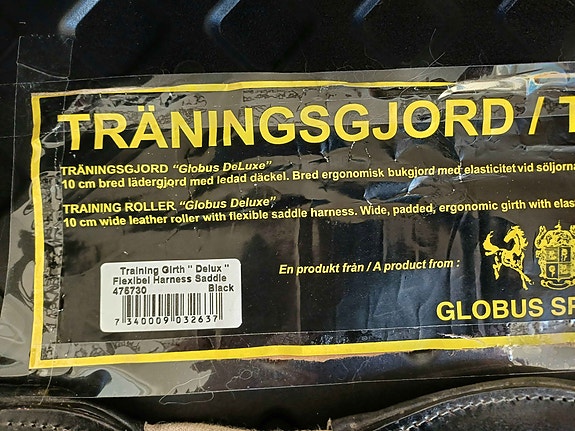 TRÄNINGSGJORD / T
TRÄNINGSGJORD “Globus DeLuxe”
10 cm bred lädergjord med ledad däckel. Bred ergonomisk bukgjord med elasticitet vid söljorna
TRAINING ROLLER “Globus Deluxe”
10 cm wide leather roller with flexible saddle harness. Wide, padded, ergonomic girth with elas
Training Girth " Delux "
Flexibel Harness Saddle
475730 Black
7 340009 032637
En produkt från / A product from :
GLOBUS SP